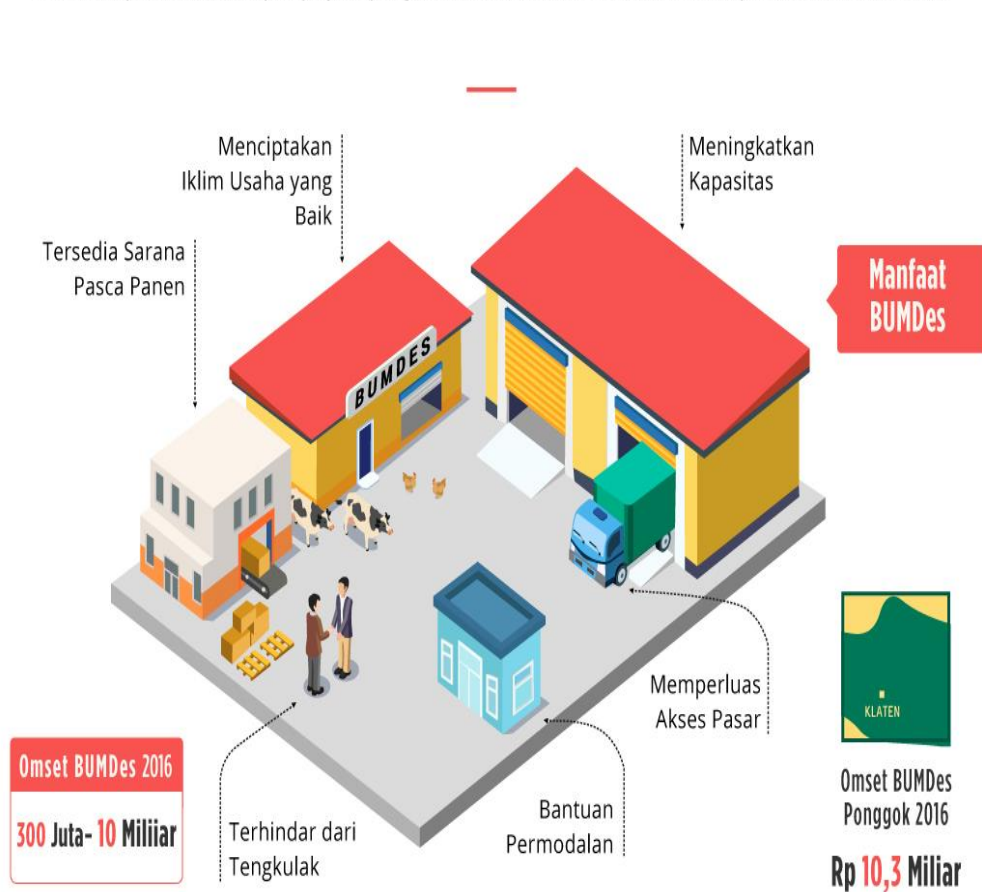 Menciptakan
Iklim Usaha yang
Baik
Meningkatkan
Kapasitas
Tersedia Sarana
Pasca Panen
Manfaat
BUMDes
BUMDES
KLATEN
Memperluas
Akses Pasar
Omset BUMDes 2016
300 Juta- 10 Miliiar
Terhindar dari
Tengkulak
Bantuan
Permodalan
Omset BUMDes
Ponggok 2016
Rp 10,3 Miliar